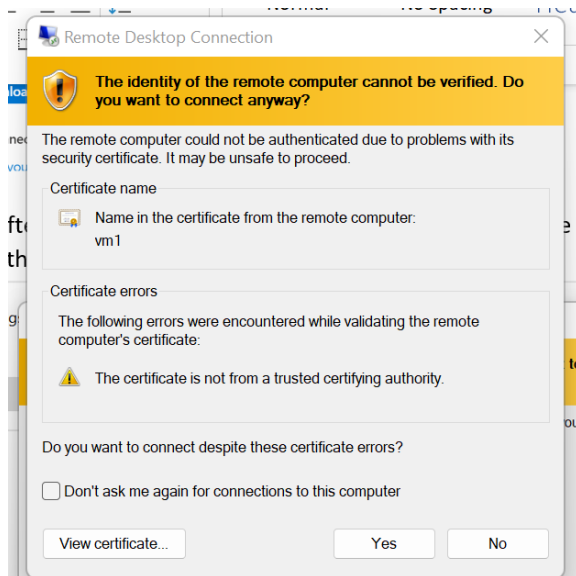 Normal No Spacing
Remote Desktop Connection
The identity of the remote computer cannot be verified. Do
you want to connect anyway?
The remote computer could not be authenticated due to problems with its
security certificate. It may be unsafe to proceed.
Certificate name
Name in the certificate from the remote computer:
vm1
Certificate errors
The following errors were encountered while validating the remote
computer's certificate:
The certificate is not from a trusted certifying authority.
Do you want to connect despite these certificate errors?
Don't ask me again for connections to this computer
View certificate...
Yes
No